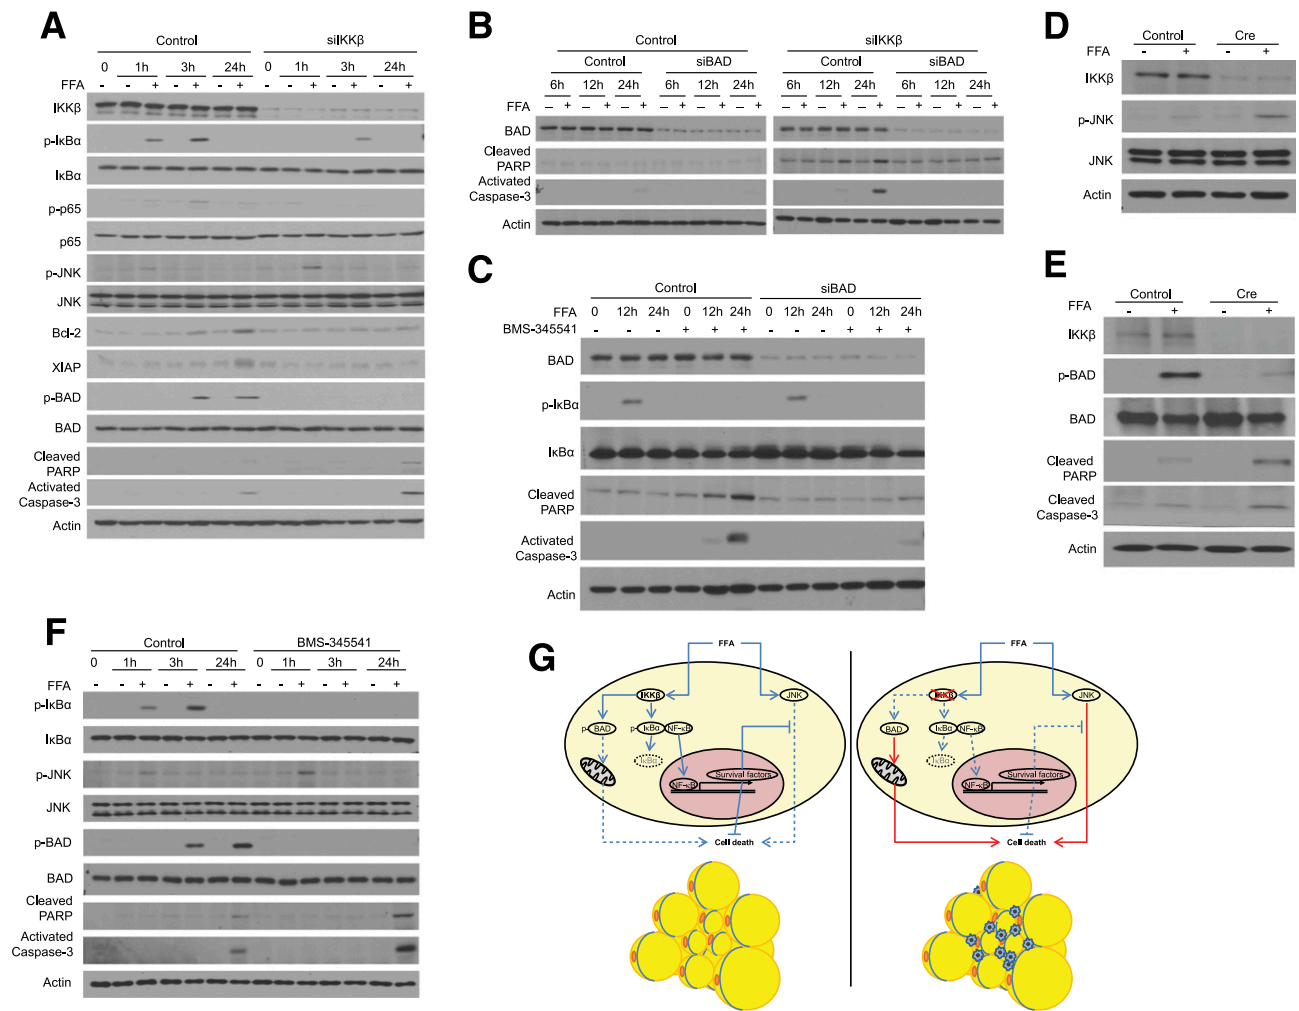 A
Control siIKKβ
0 1h 3h 24h 0 1h 3h 24h
FFA - - + - + - + - - + - + - +
IKKβ
p-IκBα
IκBα
p-p65
p65
p-JNK
JNK
Bcl-2
XIAP
p-BAD
BAD
Cleaved
PARP
Activated
Caspase-3
Actin
B
Control siIKKβ
Control siBAD Control siBAD
6h 12h 24h 6h 12h 24h 6h 12h 24h 6h 12h 24h
FFA - + - + - + - + - + - + - + - + - + - + - + - +
BAD
Cleaved
PARP
Activated
Caspase-3
Actin
C
Control siBAD
FFA 0 12h 24h 0 12h 24h 0 12h 24h 0 12h 24h
BMS-345541 - - - + + + - - - + + +
BAD
p-IκBα
IκBα
Cleaved
PARP
Activated
Caspase-3
Actin
D
Control Cre
FFA - + - +
IKKβ
p-JNK
JNK
Actin
E
Control Cre
FFA - + - +
IKKβ
p-BAD
BAD
Cleaved
PARP
Cleaved
Caspase-3
Actin
F
Control BMS-345541
0 1h 3h 24h 0 1h 3h 24h
FFA - - + - + - + - - + - + - +
p-IκBα
IκBα
p-JNK
JNK
p-BAD
BAD
Cleaved
PARP
Activated
Caspase-3
Actin
G
FFA
IKKβ JNK
p- BAD p- IκBα NF-κB
IκBα
Survival factors
NF-κB
Cell death
FFA
IKKβ JNK
BAD IκBα NF-κB
IκBα
Survival factors
NF-κB
Cell death